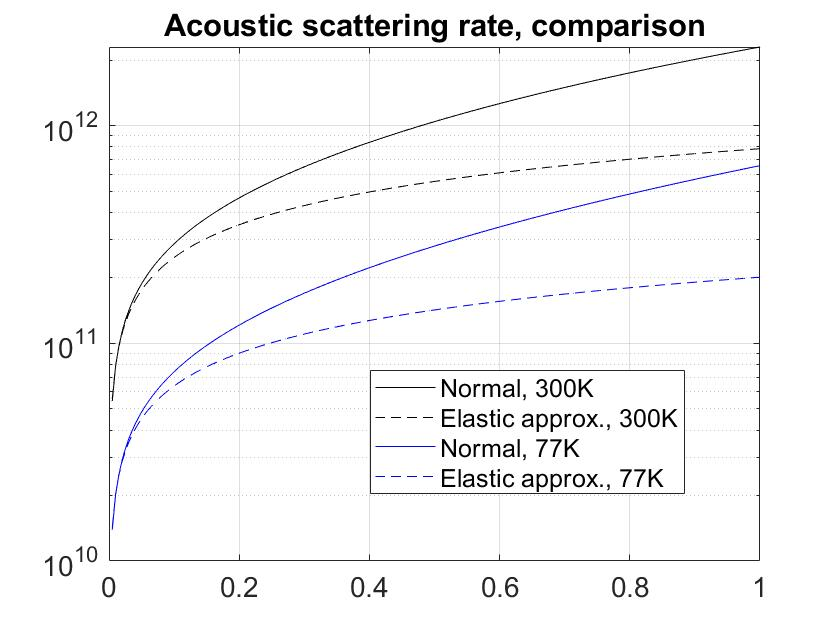 Acoustic scattering rate, comparison
10^12
10^11
10^10
Normal, 300K
Elastic approx., 300K
Normal, 77K
Elastic approx., 77K
0 0.2 0.4 0.6 0.8 1